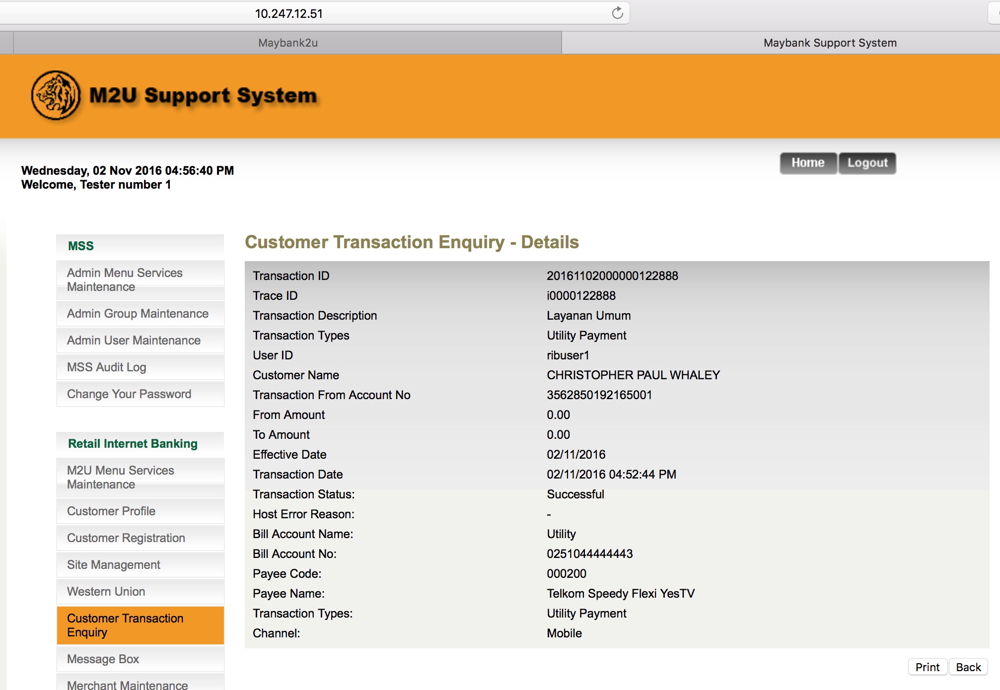 10.247.12.51
Maybank2u
Maybank Support System
M2U Support System
Home
Logout
Wednesday, 02 Nov 2016 04:56:40 PM
Welcome, Tester number 1
MSS
Admin Menu Services
Maintenance
Admin Group Maintenance
Admin User Maintenance
MSS Audit Log
Change Your Password
Retail Internet Banking
M2U Menu Services
Maintenance
Customer Profile
Customer Registration
Site Management
Western Union
Customer Transaction
Enquiry
Message Box
Merchant Maintenance
Customer Transaction Enquiry - Details
Transaction ID 20161102000000122888
Trace ID i0000122888
Transaction Description Layanan Umum
Transaction Types Utility Payment
User ID ribuser1
Customer Name CHRISTOPHER PAUL WHALEY
Transaction From Account No 3562850192165001
From Amount 0.00
To Amount 0.00
Effective Date 02/11/2016
Transaction Date 02/11/2016 04:52:44 PM
Transaction Status: Successful
Host Error Reason: -
Bill Account Name: Utility
Bill Account No: 0251044444443
Payee Code: 000200
Payee Name: Telkom Speedy Flexi YesTV
Transaction Types: Utility Payment
Channel: Mobile
Print
Back